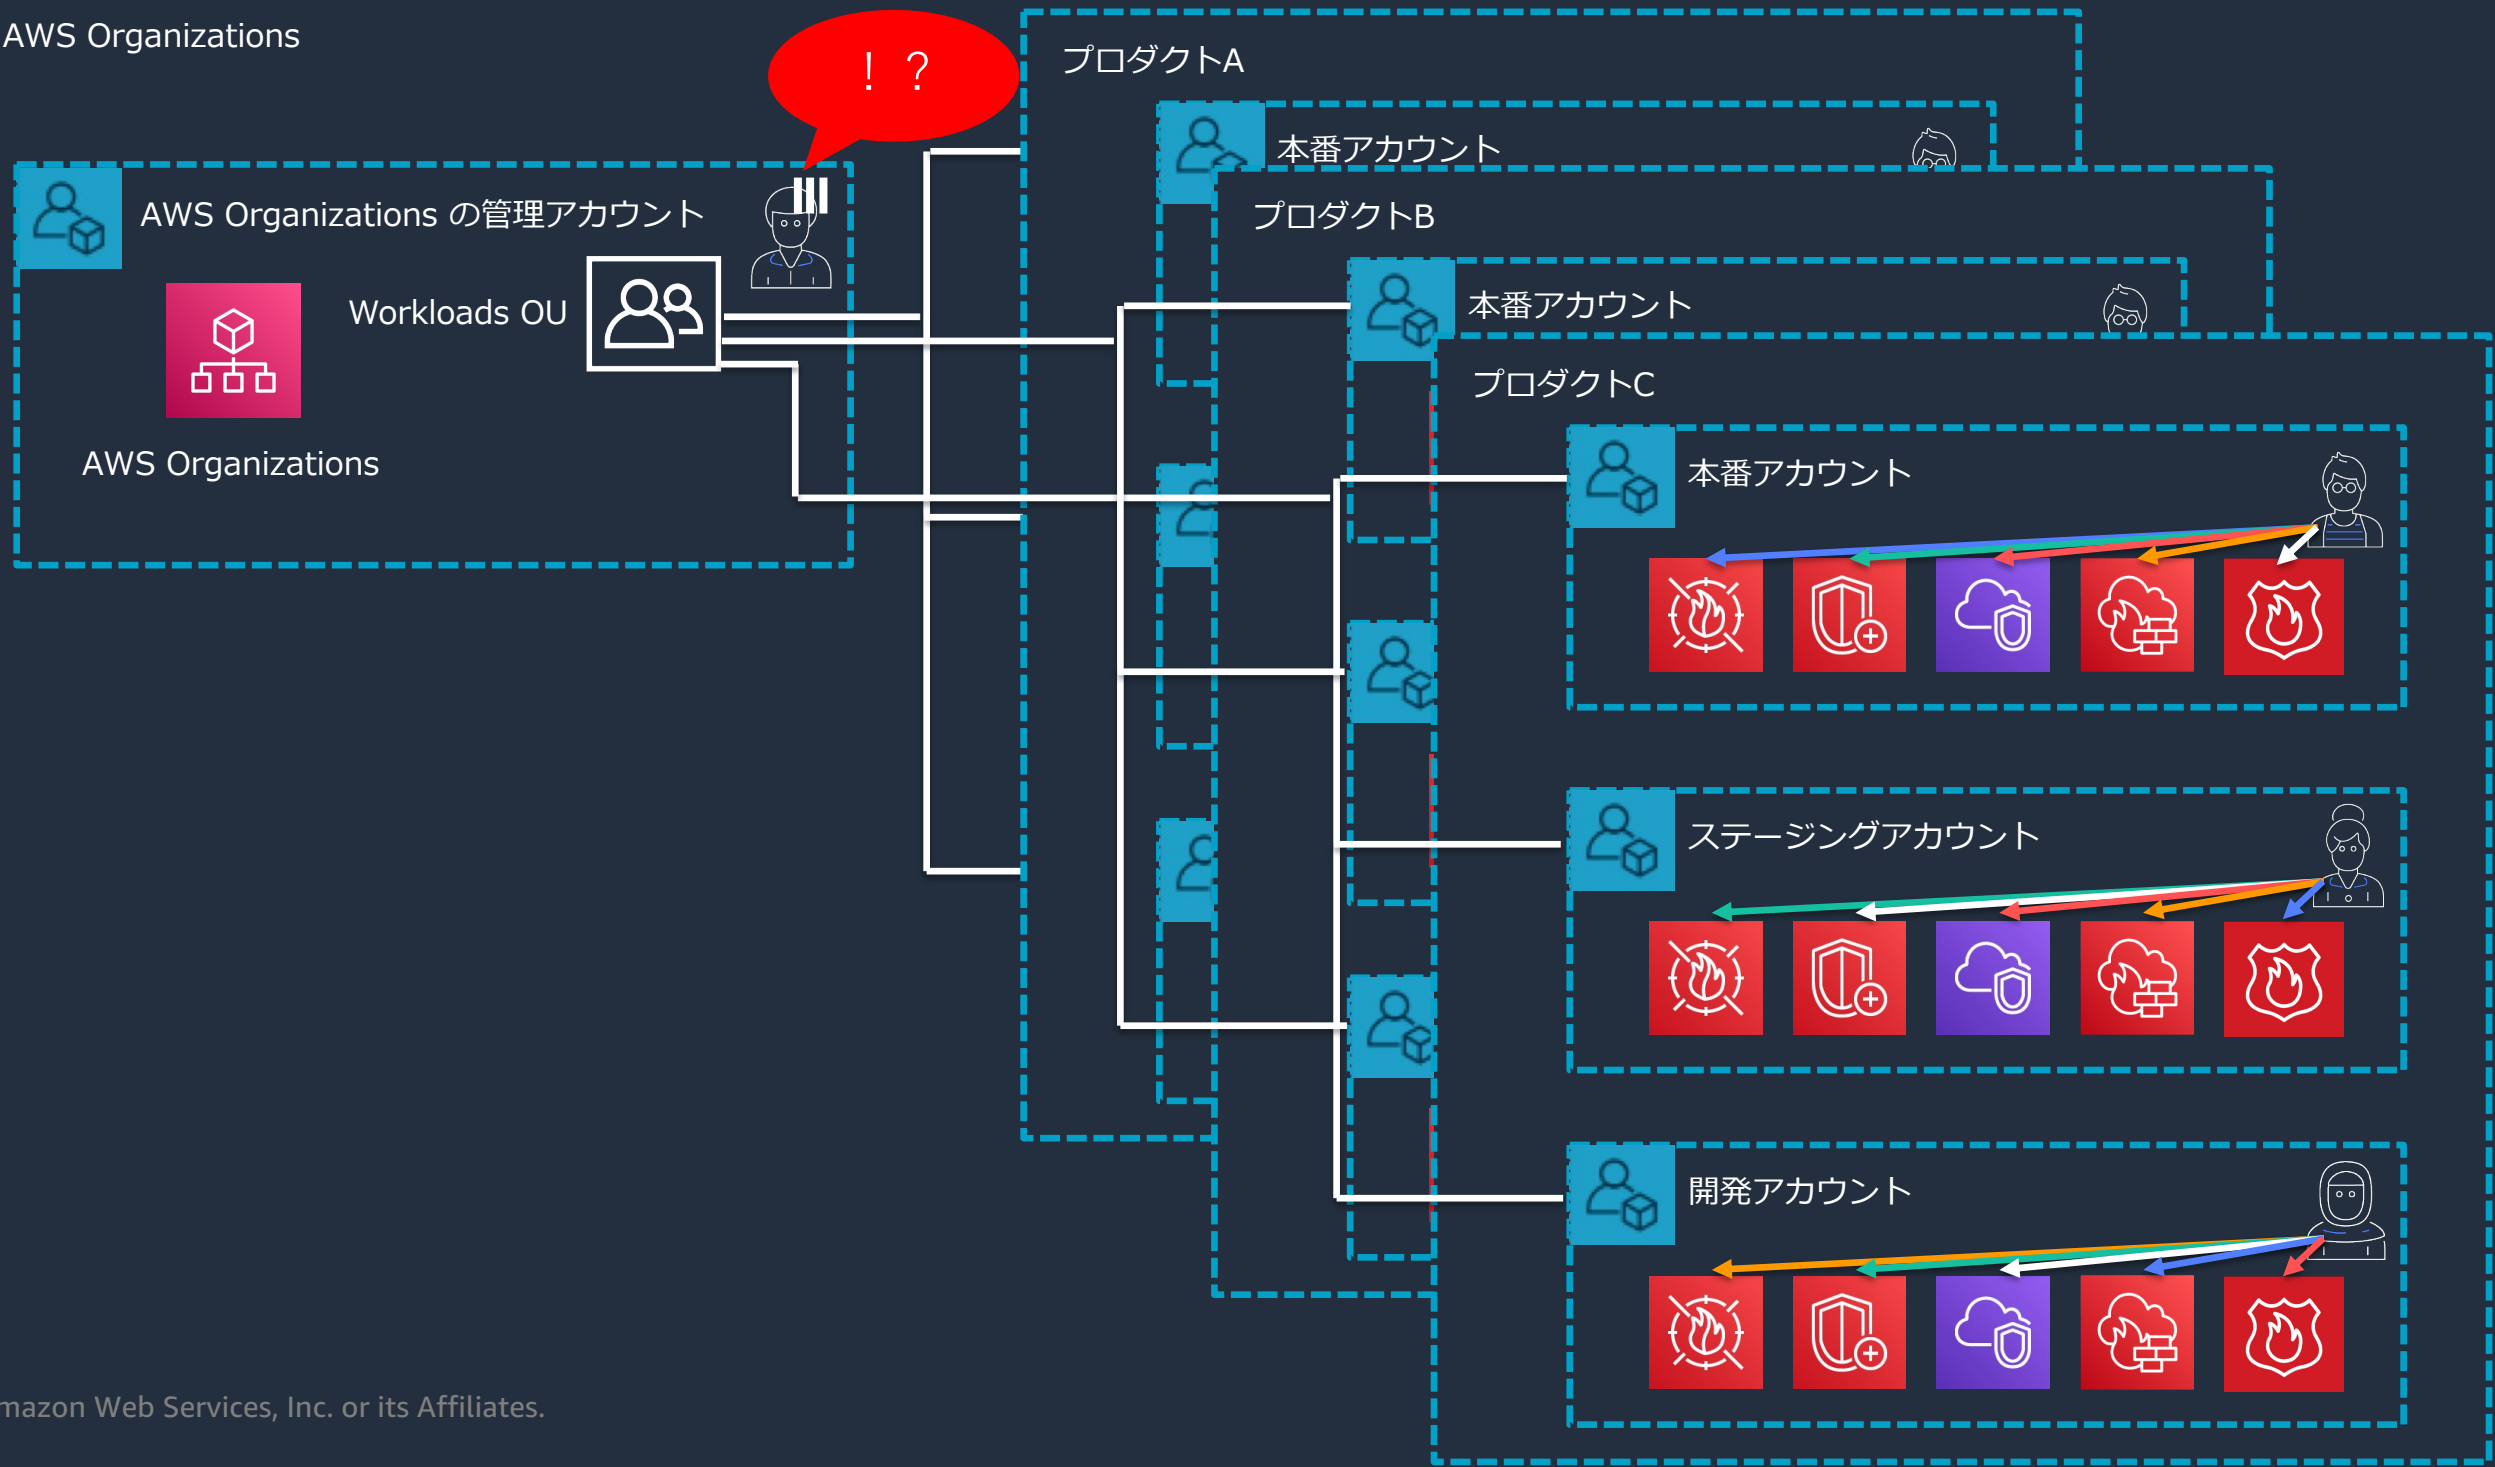 AWS Organizations
！？
プロダクトA
本番アカウント
AWS Organizations の管理アカウント
プロダクトB
Workloads OU
本番アカウント
プロダクトC
AWS Organizations
本番アカウント
ステージングアカウント
開発アカウント
mazon Web Services, Inc. or its Affiliates.